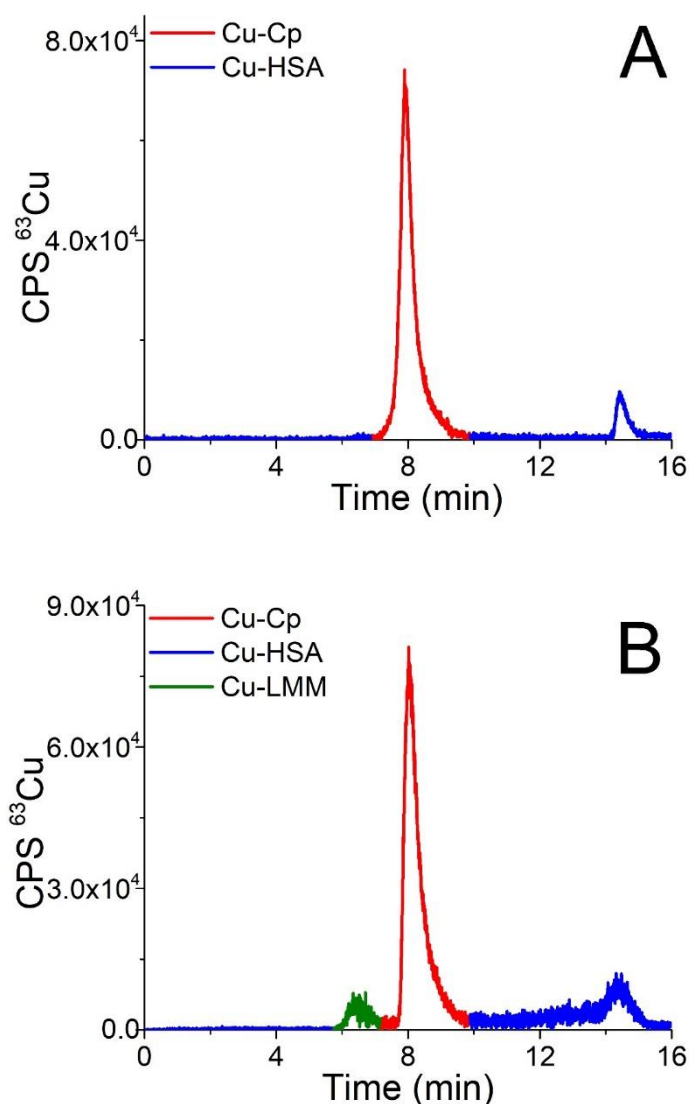 A
Cu-Cp
Cu-HSA
8.0x10⁴
4.0x10⁴
0.0
CPS ⁶³Cu
0 4 8 12 16
Time (min)
B
Cu-Cp
Cu-HSA
Cu-LMM
9.0x10⁴
6.0x10⁴
3.0x10⁴
0.0
CPS ⁶³Cu
0 4 8 12 16
Time (min)